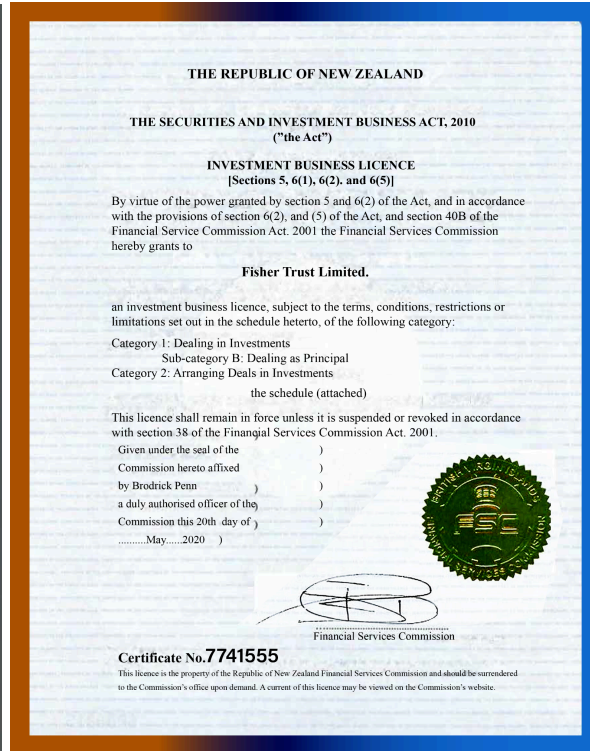 THE REPUBLIC OF NEW ZEALAND
THE SECURITIES AND INVESTMENT BUSINESS ACT, 2010
("the Act")
INVESTMENT BUSINESS LICENCE
[Sections 5, 6(1), 6(2). and 6(5)]
By virtue of the power granted by section 5 and 6(2) of the Act, and in accordance
with the provisions of section 6(2), and (5) of the Act, and section 40B of the
Financial Service Commission Act. 2001 the Financial Services Commission
hereby grants to
Fisher Trust Limited.
an investment business licence, subject to the terms, conditions, restrictions or
limitations set out in the schedule heterto, of the following category:
Category 1: Dealing in Investments
Sub-category B: Dealing as Principal
Category 2: Arranging Deals in Investments
the schedule (attached)
This licence shall remain in force unless it is suspended or revoked in accordance
with section 38 of the Financial Services Commission Act. 2001.
Given under the seal of the )
Commission hereto affixed )
by Brodrick Penn ) )
a duly authorised officer of the) )
Commission this 20th day of ) )
..........May......2020 )
BRITISH VIRGIN ISLANDS
FSC
FINANCIAL SERVICES COMMISSION
Financial Services Commission
Certificate No.7741555
This licence is the property of the Republic of New Zealand Financial Services Commission and should be surrendered
to the Commission's office upon demand. A current of this licence may be viewed on the Commission's website.